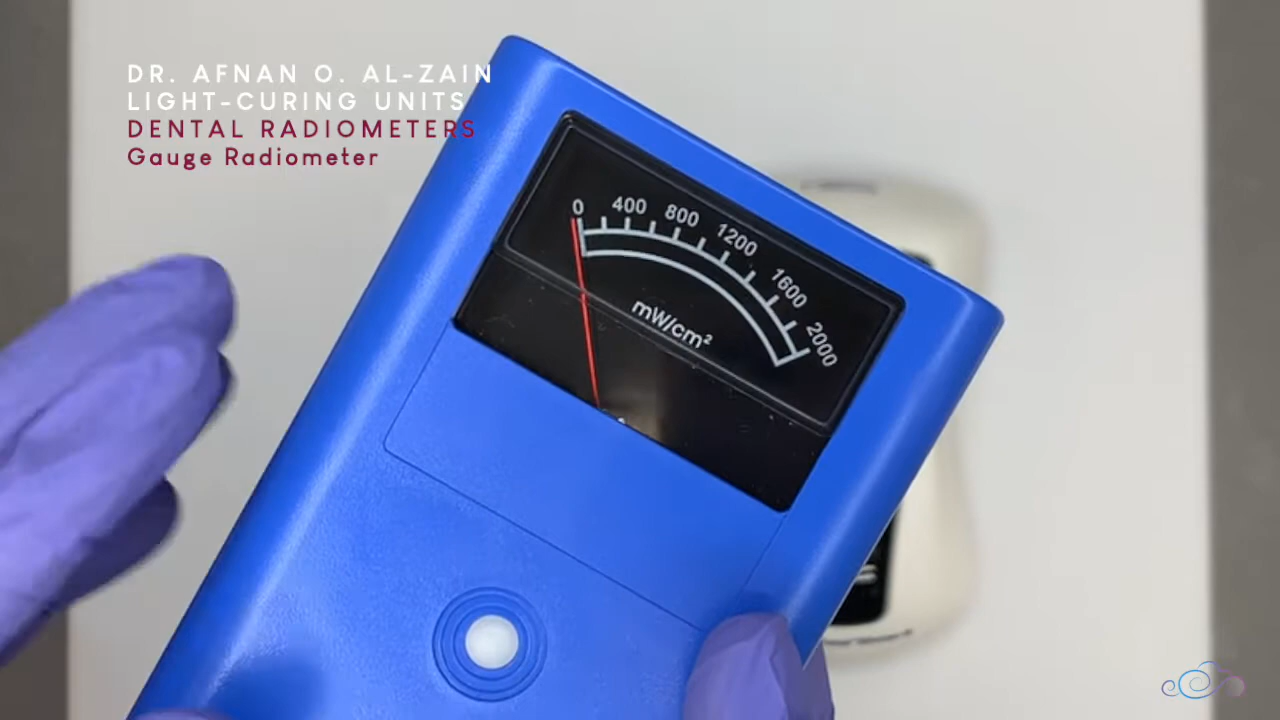 DR. AFNAN O. AL-ZAIN
LIGHT-CURING UNITS
DENTAL RADIOMETERS
Gauge Radiometer
0 400 800 1200 1600 2000
mW/cm²